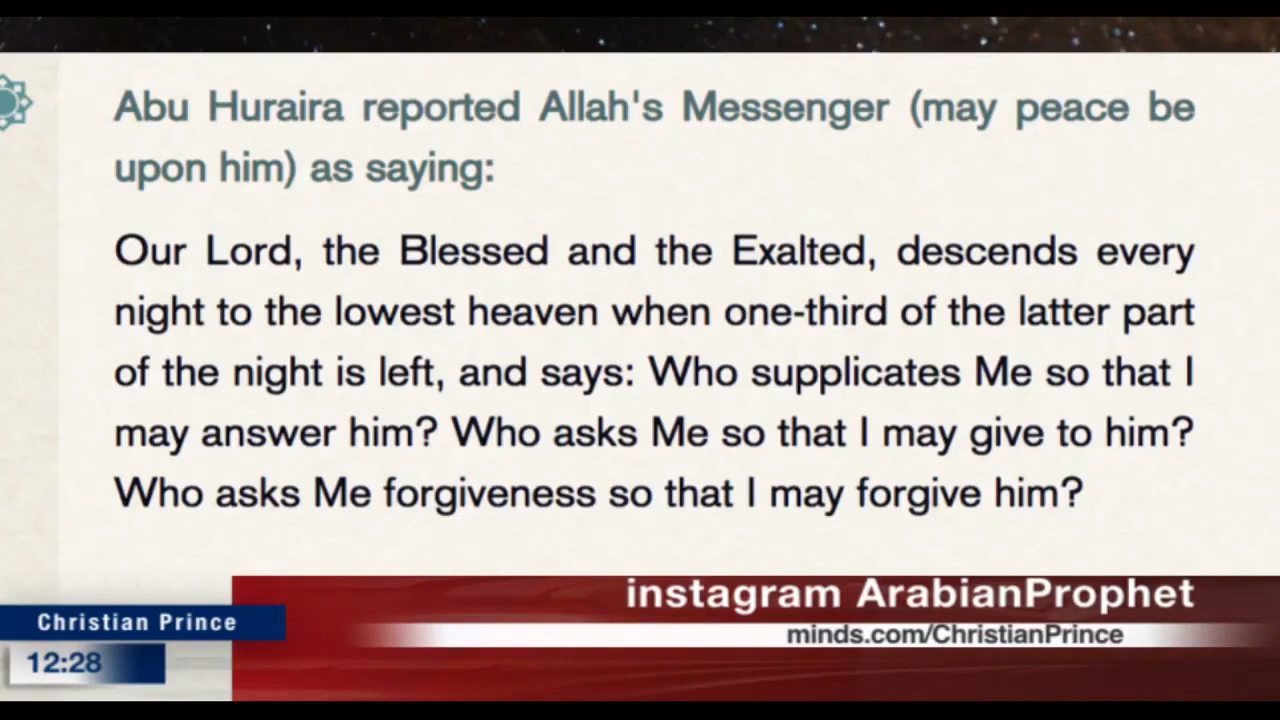 Abu Huraira reported Allah's Messenger (may peace be
upon him) as saying:
Our Lord, the Blessed and the Exalted, descends every
night to the lowest heaven when one-third of the latter part
of the night is left, and says: Who supplicates Me so that I
may answer him? Who asks Me so that I may give to him?
Who asks Me forgiveness so that I may forgive him?
instagram ArabianProphet
Christian Prince
minds.com/ChristianPrince
12:28